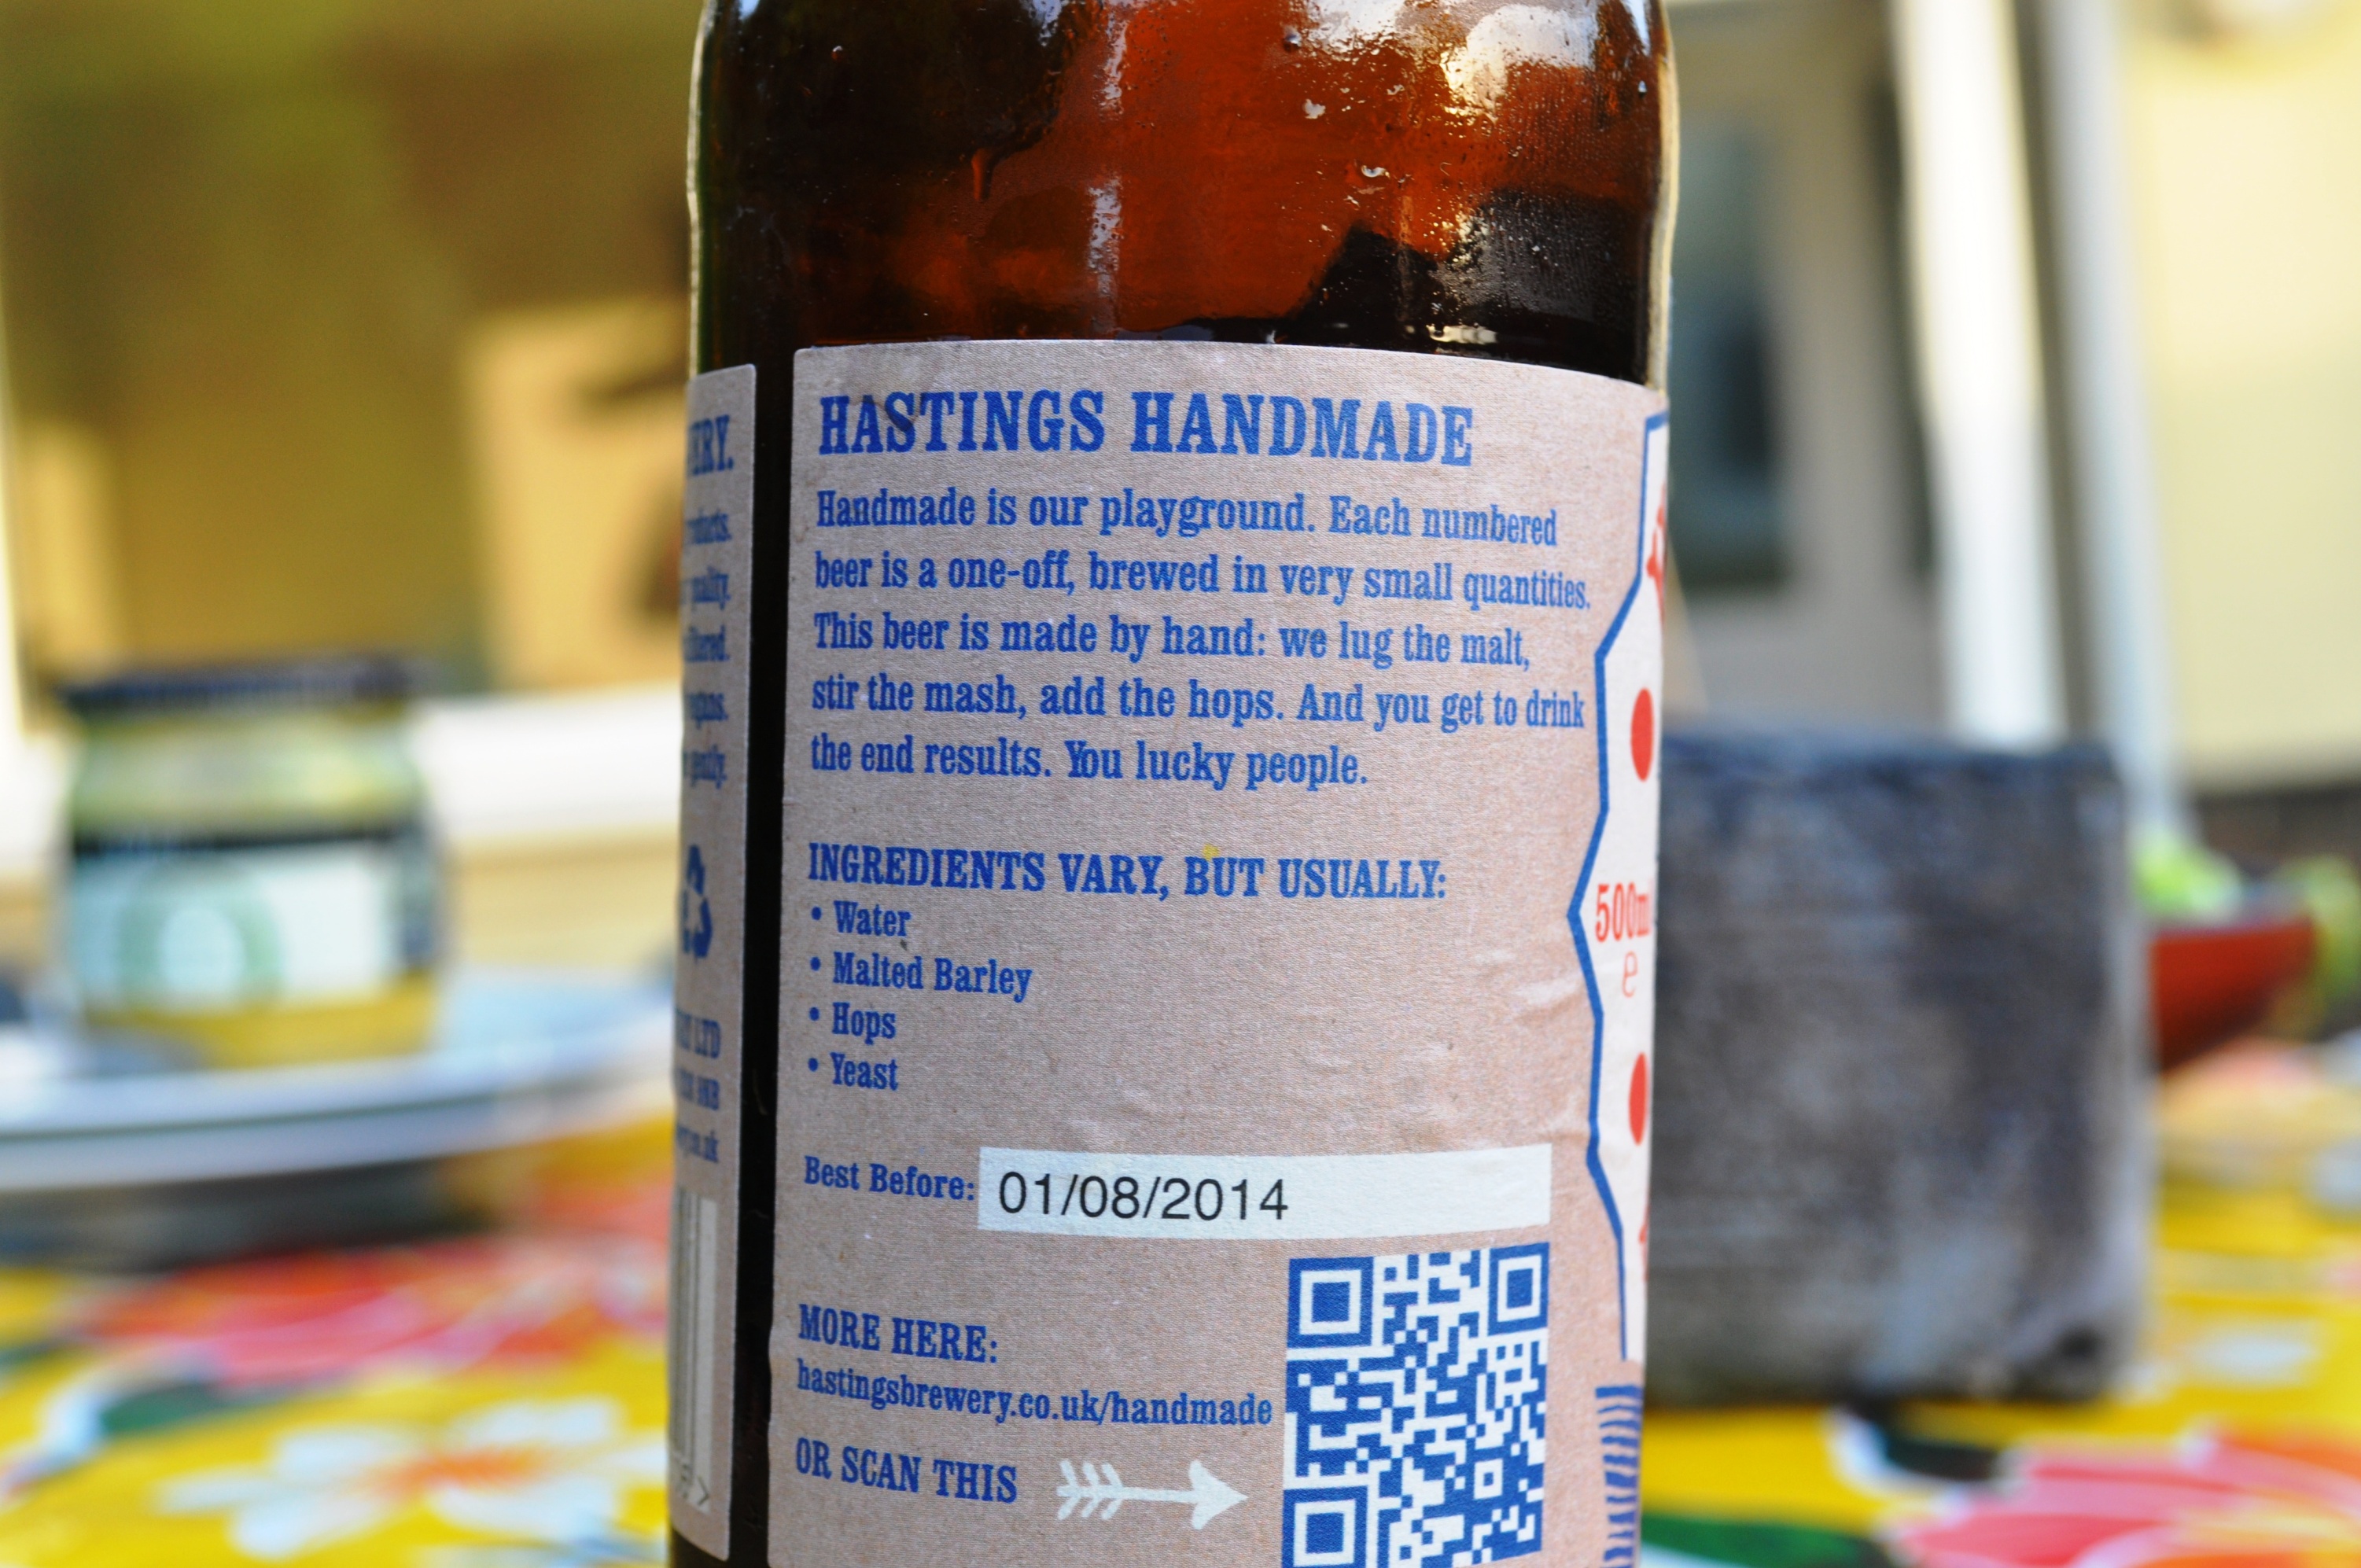 HASTINGS HANDMADE
Handmade is our playground. Each numbered
beer is a one-off, brewed in very small quantities.
This beer is made by hand: we lug the malt,
stir the mash, add the hops. And you get to drink
the end results. You lucky people.
INGREDIENTS VARY, BUT USUALLY:
• Water
• Malted Barley
• Hops
• Yeast
Best Before: 01/08/2014
MORE HERE:
hastingsbrewery.co.uk/handmade
OR SCAN THIS
500m
e
LTD